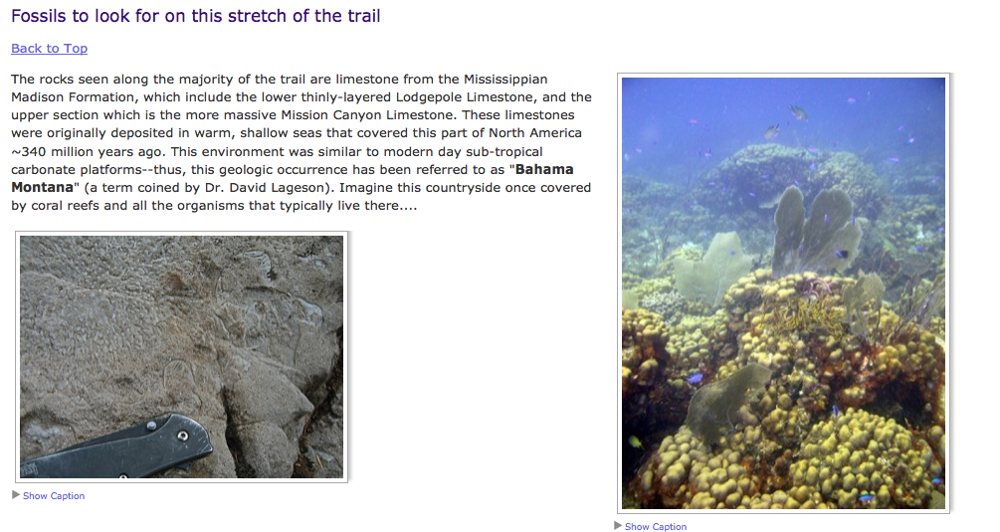 Fossils to look for on this stretch of the trail
Back to Top
The rocks seen along the majority of the trail are limestone from the Mississippian
Madison Formation, which include the lower thinly-layered Lodgepole Limestone, and the
upper section which is the more massive Mission Canyon Limestone. These limestones
were originally deposited in warm, shallow seas that covered this part of North America
~340 million years ago. This environment was similar to modern day sub-tropical
carbonate platforms--thus, this geologic occurrence has been referred to as "Bahama
Montana" (a term coined by Dr. David Lageson). Imagine this countryside once covered
by coral reefs and all the organisms that typically live there....
Show Caption
Show Caption